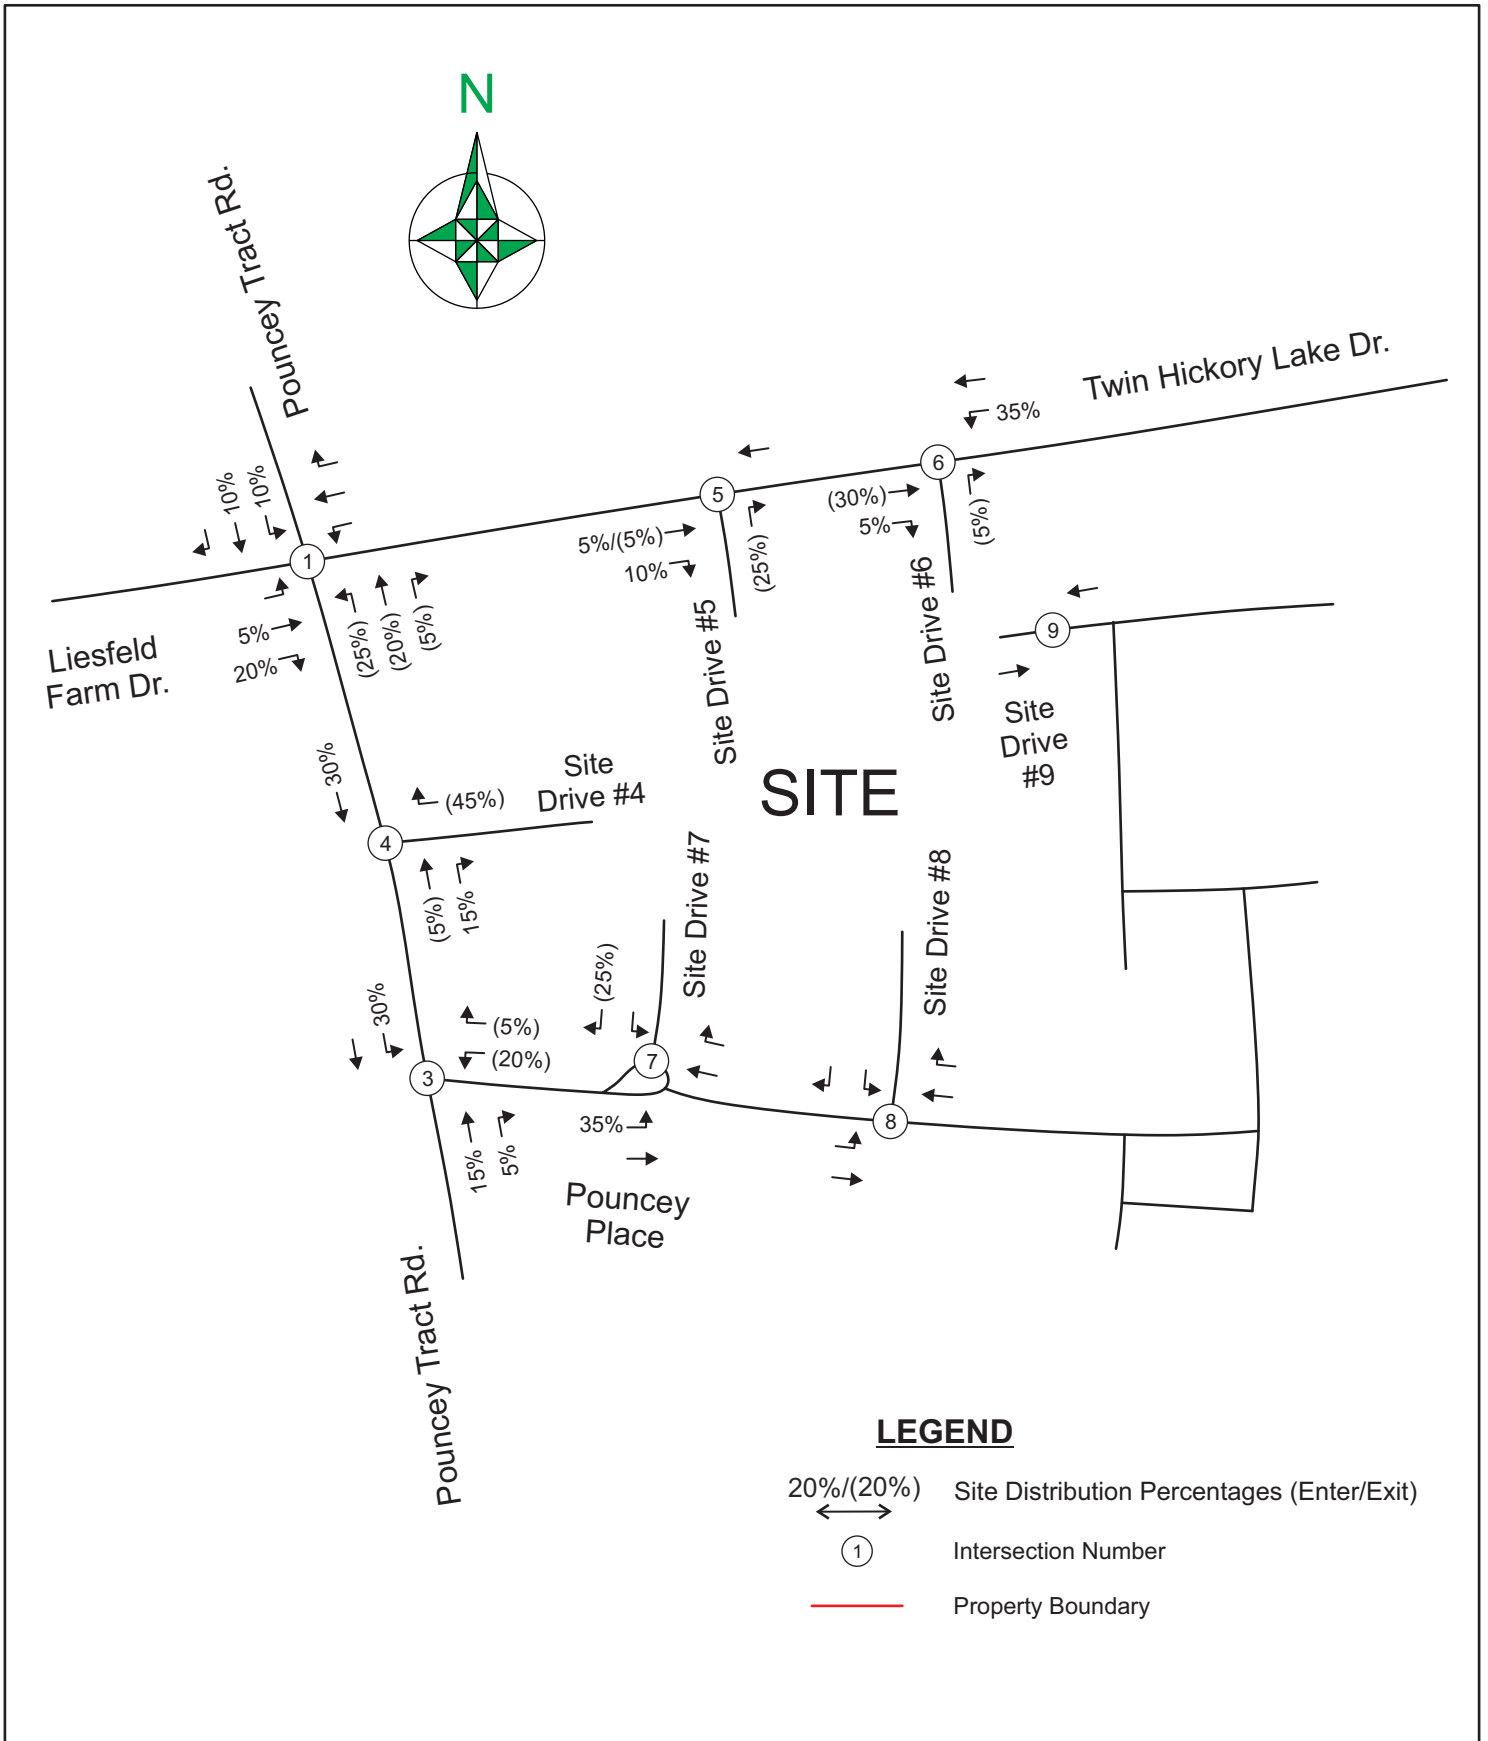 N
Pouncey Tract Rd.
Twin Hickory Lake Dr.
35%
10%
10%
6
5
(30%)
5%
(5%)
5%/(5%)
10%
(25%)
1
5%
20%
(25%)
(20%)
(5%)
Liesfeld
Farm Dr.
Site Drive #5
Site Drive #6
9
Site
Drive
#9
30%
(45%)
Site
Drive #4
SITE
4
(5%)
15%
Site Drive #7
Site Drive #8
30%
(25%)
(5%)
(20%)
3
7
8
15%
5%
35%
Pouncey
Place
Pouncey Tract Rd.
LEGEND
20%/(20%) Site Distribution Percentages (Enter/Exit)
1 Intersection Number
Property Boundary